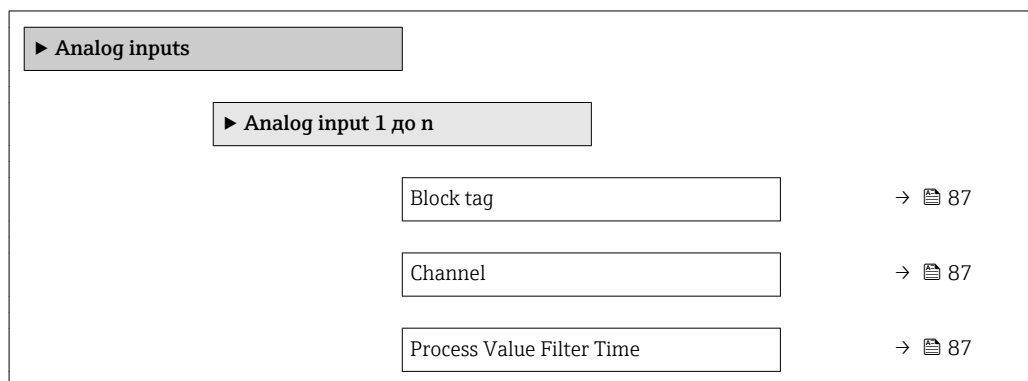 ▶ Analog inputs
▶ Analog input 1 до n
Block tag → 87
Channel → 87
Process Value Filter Time → 87